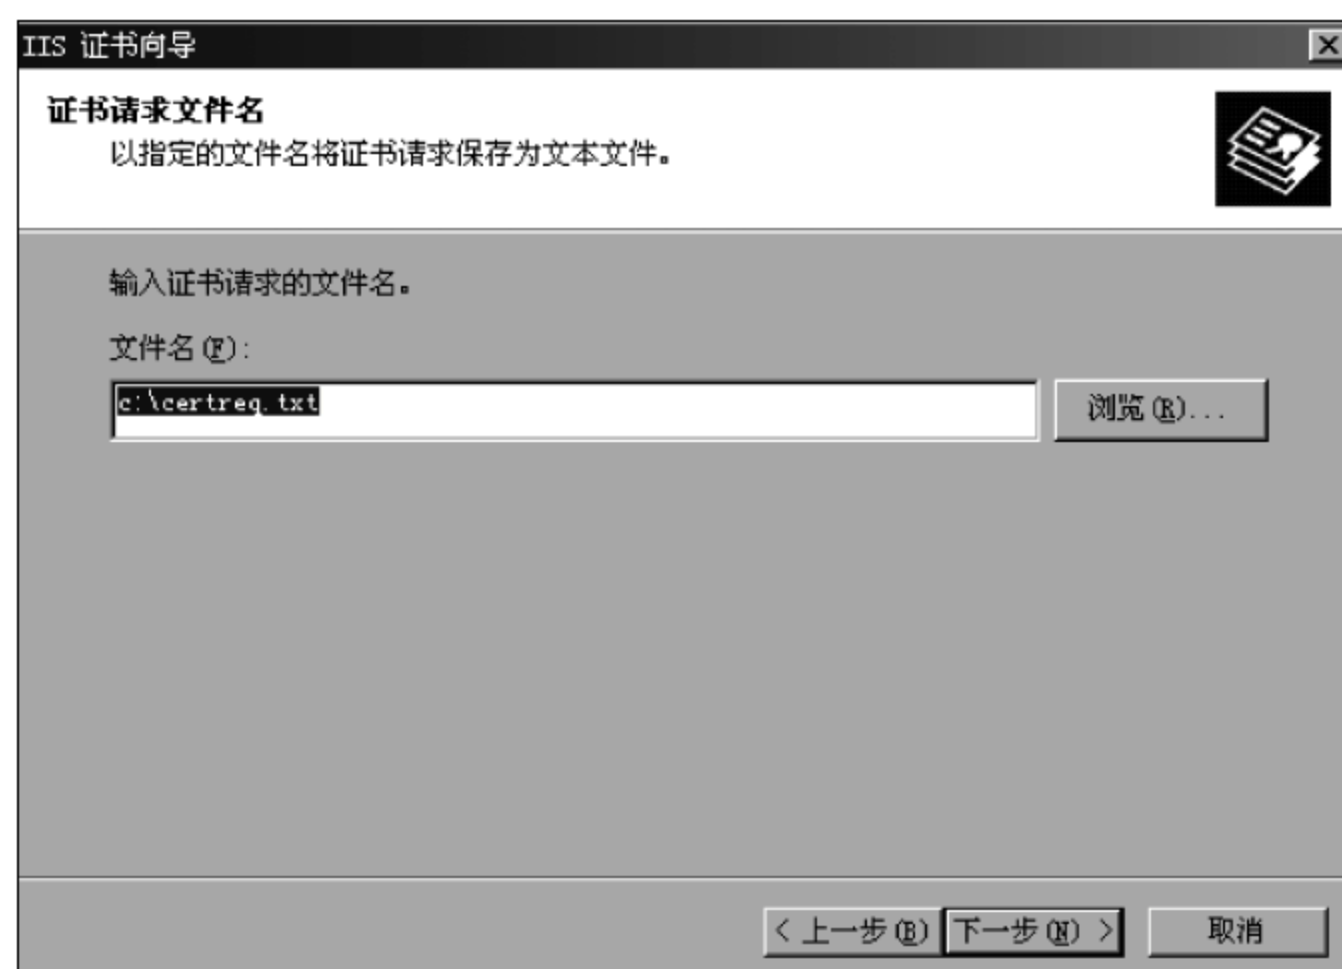 IIS 证书向导
证书请求文件名
以指定的文件名将证书请求保存为文本文件。
输入证书请求的文件名。
文件名(F):
c:\certreq.txt
浏览(R)...
< 上一步(B) 下一步(N) > 取消